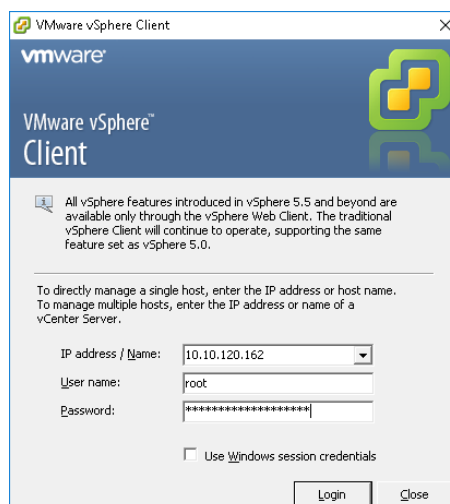 VMware vSphere Client
vmware®
VMware vSphere™
Client
All vSphere features introduced in vSphere 5.5 and beyond are
available only through the vSphere Web Client. The traditional
vSphere Client will continue to operate, supporting the same
feature set as vSphere 5.0.
To directly manage a single host, enter the IP address or host name.
To manage multiple hosts, enter the IP address or name of a
vCenter Server.
IP address / Name: 10.10.120.162
User name: root
Password: *******************
Use Windows session credentials
Login Close